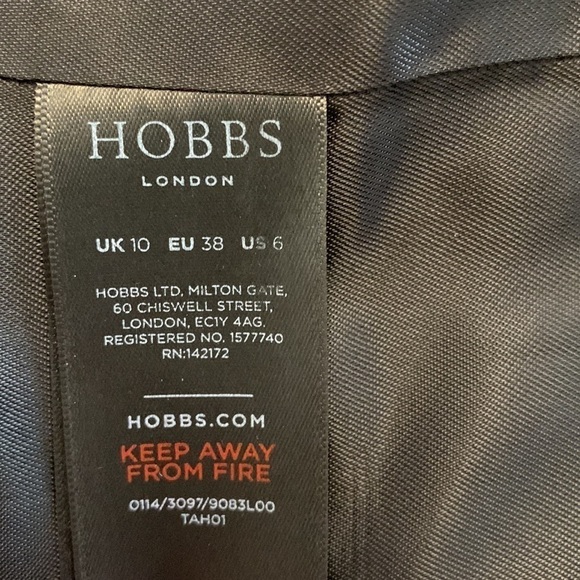 HOBBS
LONDON
UK 10 EU 38 US 6
HOBBS LTD, MILTON GATE,
60 CHISWELL STREET,
LONDON, EC1Y 4AG.
REGISTERED NO. 1577740
RN:142172
HOBBS.COM
KEEP AWAY
FROM FIRE
0114/3097/9083L00
TAH01